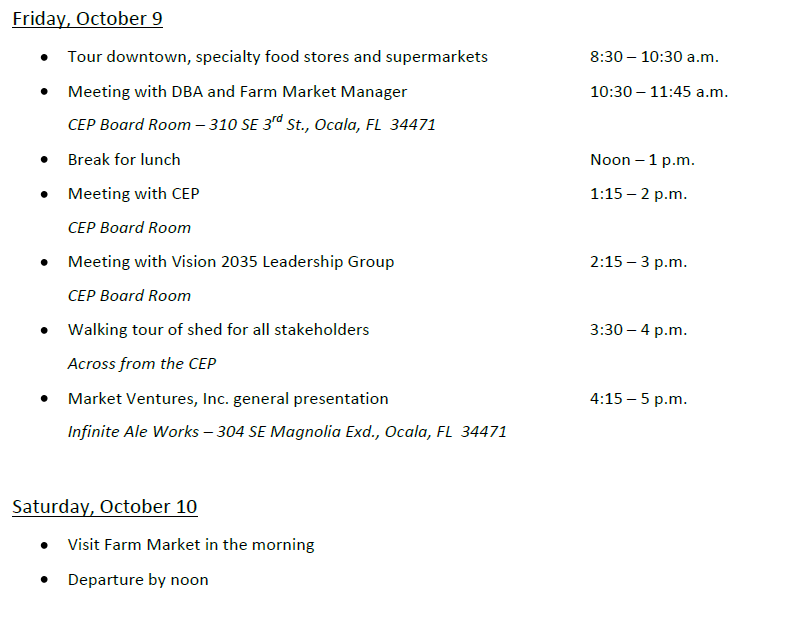 Friday, October 9
• Tour downtown, specialty food stores and supermarkets 8:30 – 10:30 a.m.
• Meeting with DBA and Farm Market Manager 10:30 – 11:45 a.m.
CEP Board Room – 310 SE 3rd St., Ocala, FL  34471
• Break for lunch Noon – 1 p.m.
• Meeting with CEP 1:15 – 2 p.m.
CEP Board Room
• Meeting with Vision 2035 Leadership Group 2:15 – 3 p.m.
CEP Board Room
• Walking tour of shed for all stakeholders 3:30 – 4 p.m.
Across from the CEP
• Market Ventures, Inc. general presentation 4:15 – 5 p.m.
Infinite Ale Works – 304 SE Magnolia Exd., Ocala, FL  34471
Saturday, October 10
• Visit Farm Market in the morning
• Departure by noon